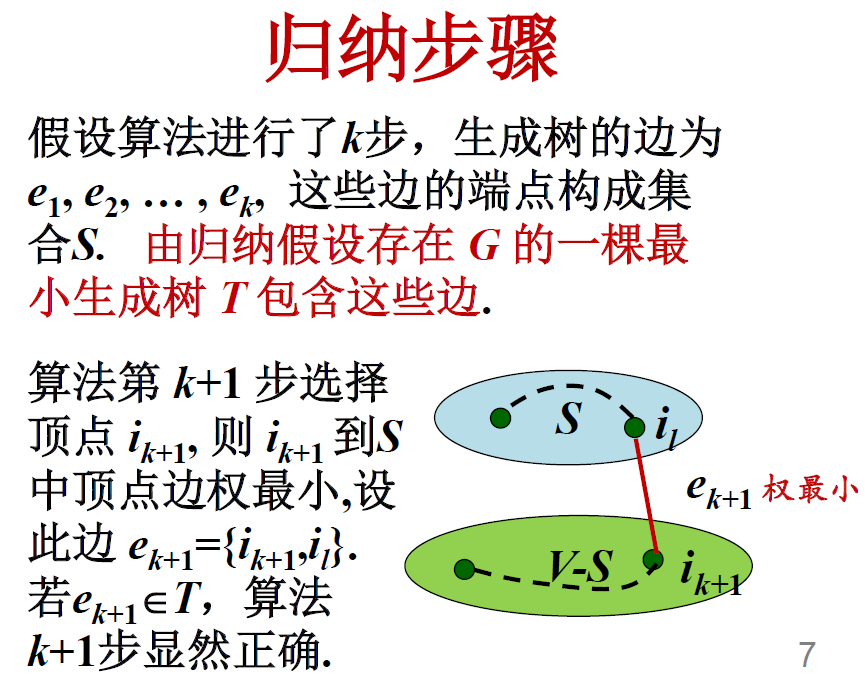 归纳步骤
假设算法进行了k步，生成树的边为
e1, e2, … , ek, 这些边的端点构成集
合S. 由归纳假设存在 G 的一棵最
小生成树 T 包含这些边.
算法第 k+1 步选择
顶点 ik+1, 则 ik+1 到S
中顶点边权最小,设
此边 ek+1={ik+1,il}.
若ek+1∈T，算法
k+1步显然正确.
S
il
ek+1 权最小
V-S
ik+1
7